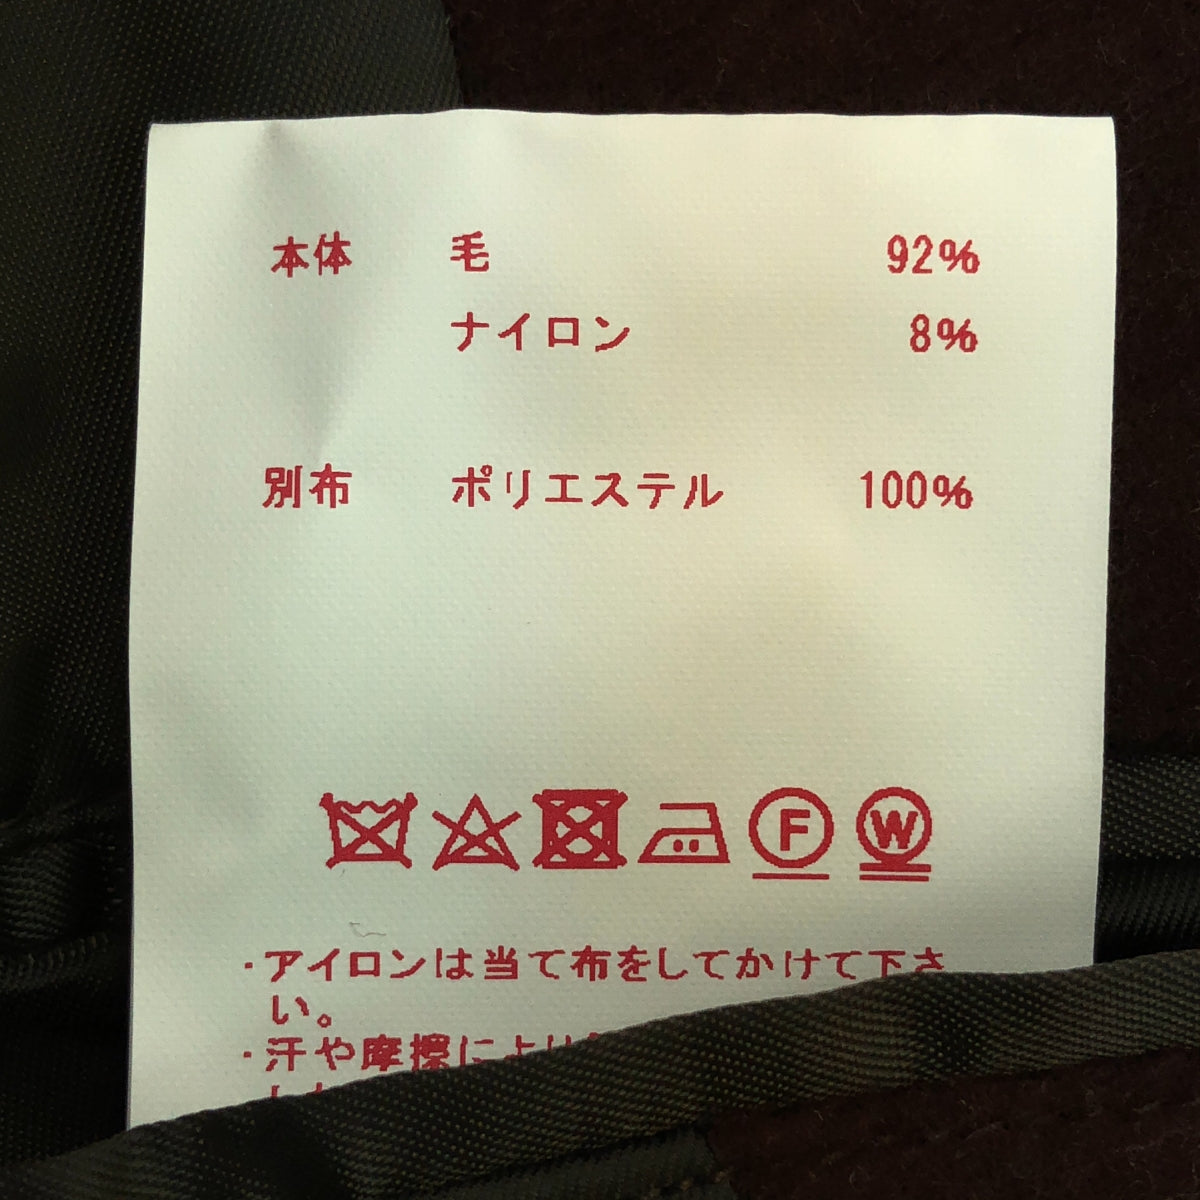 本体 毛 92%
ナイロン 8%
別布 ポリエステル 100%
F W
・アイロンは当て布をしてかけて下さ
い。
・汗や摩擦により